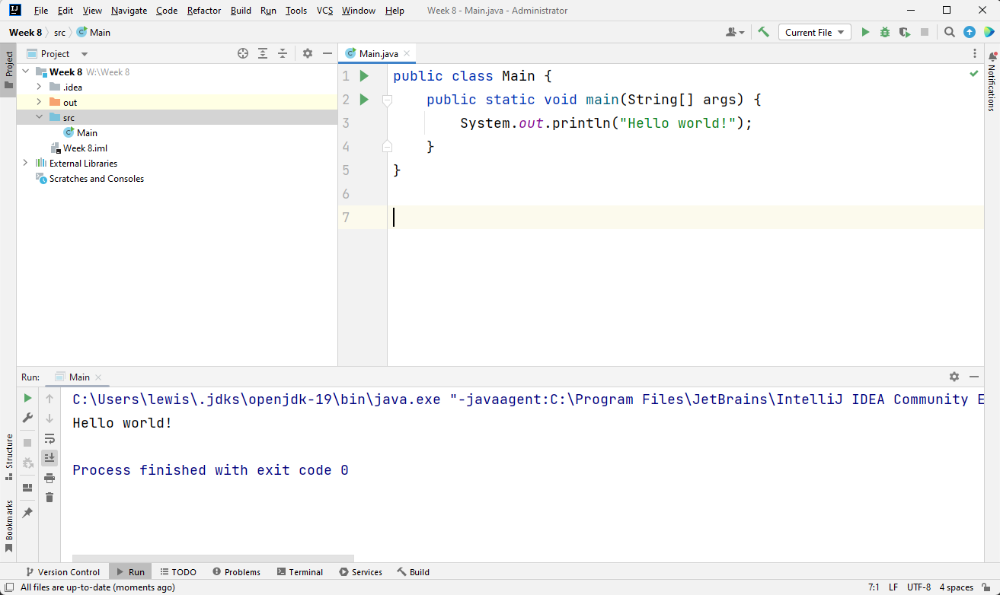 File Edit View Navigate Code Refactor Build Run Tools VCS Window Help Week 8 - Main.java - Administrator
Week 8 src Main Current File
Project Project Main.java Notifications
Week 8 W:\Week 8
.idea
out
src
Main
Week 8.iml
External Libraries
Scratches and Consoles
1 public class Main {
2 public static void main(String[] args) {
3 System.out.println("Hello world!");
4 }
5 }
6
7
Run: Main
C:\Users\lewis\.jdks\openjdk-19\bin\java.exe "-javaagent:C:\Program Files\JetBrains\IntelliJ IDEA Community E
Hello world!
Process finished with exit code 0
Structure
Bookmarks
Version Control Run TODO Problems Terminal Services Build
All files are up-to-date (moments ago) 7:1 LF UTF-8 4 spaces